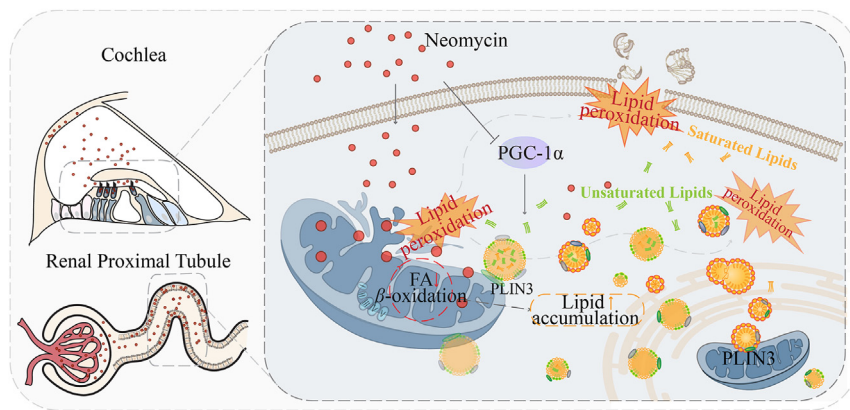 Cochlea
Renal Proximal Tubule
Neomycin
PGC-1α
Lipid
peroxidation
Saturated Lipids
Unsaturated Lipids
Lipid
peroxidation
Lipid
peroxidation
PLIN3
FA
β-oxidation
Lipid
accumulation
PLIN3